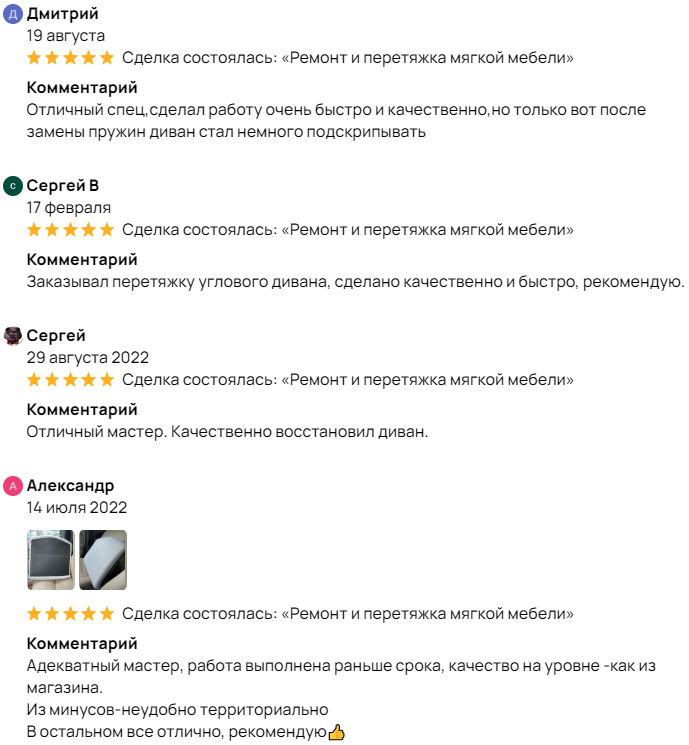 Д Дмитрий
19 августа
Сделка состоялась: «Ремонт и перетяжка мягкой мебели»
Комментарий
Отличный спец,сделал работу очень быстро и качественно,но только вот после
замены пружин диван стал немного подскрипывать
С Сергей В
17 февраля
Сделка состоялась: «Ремонт и перетяжка мягкой мебели»
Комментарий
Заказывал перетяжку углового дивана, сделано качественно и быстро, рекомендую.
Сергей
29 августа 2022
Сделка состоялась: «Ремонт и перетяжка мягкой мебели»
Комментарий
Отличный мастер. Качественно восстановил диван.
А Александр
14 июля 2022
Сделка состоялась: «Ремонт и перетяжка мягкой мебели»
Комментарий
Адекватный мастер, работа выполнена раньше срока, качество на уровне -как из
магазина.
Из минусов-неудобно территориально
В остальном все отлично, рекомендую👍